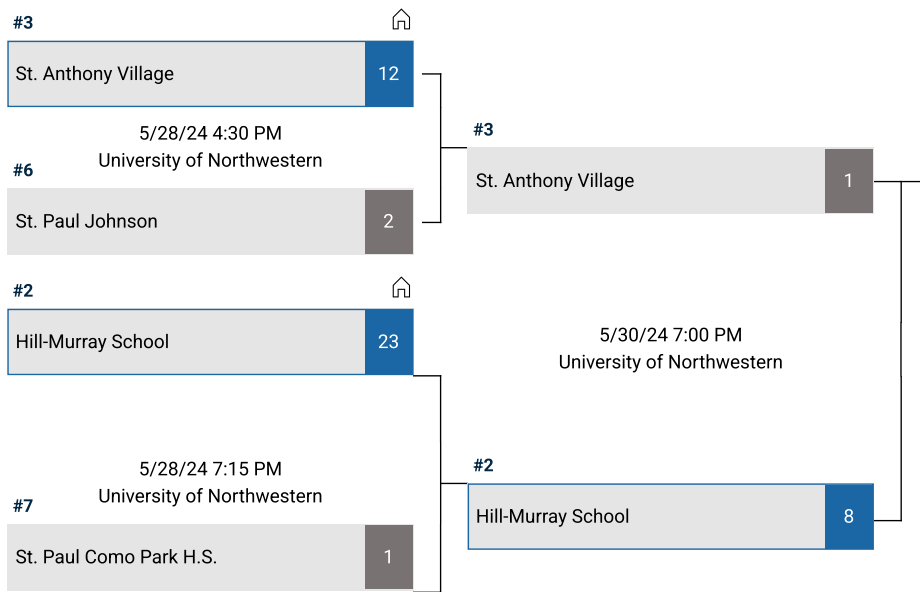 #3
St. Anthony Village 12
5/28/24 4:30 PM
University of Northwestern
#6
St. Paul Johnson 2
#2
Hill-Murray School 23
5/28/24 7:15 PM
University of Northwestern
#7
St. Paul Como Park H.S. 1
#3
St. Anthony Village 1
5/30/24 7:00 PM
University of Northwestern
#2
Hill-Murray School 8